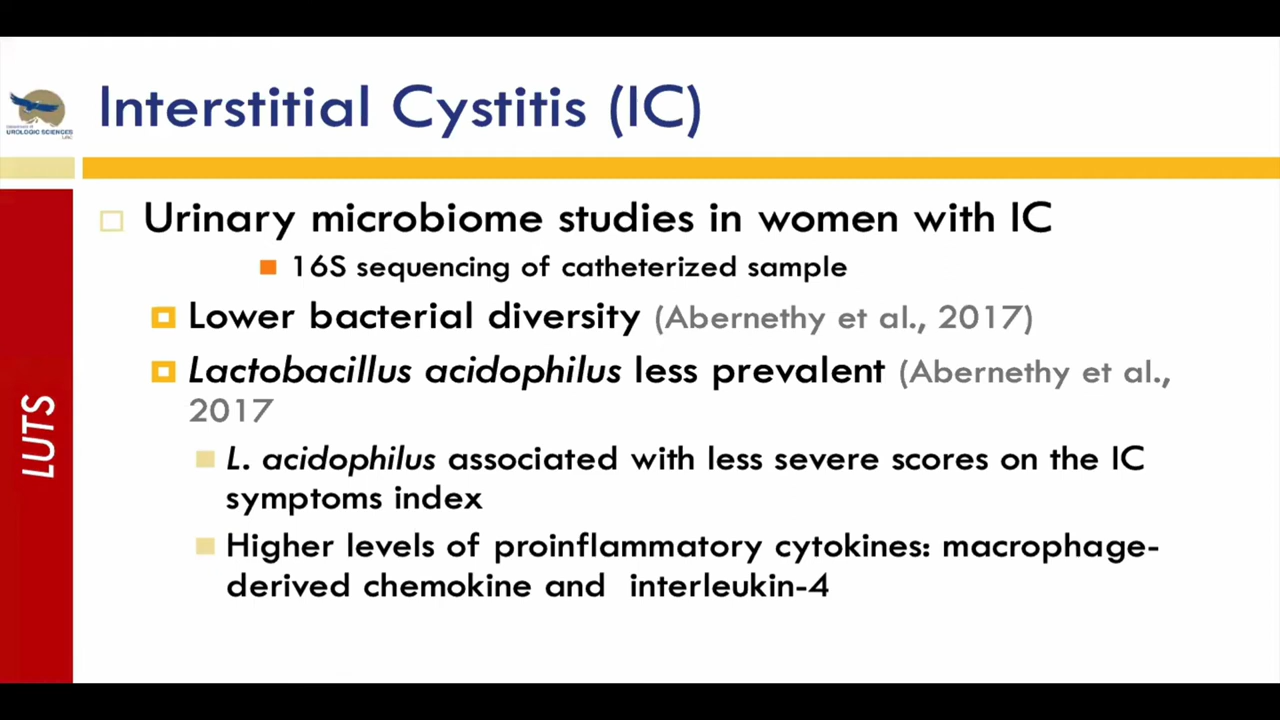 Interstitial Cystitis (IC)
UROLOGIC SCIENCES
Urinary microbiome studies in women with IC
16S sequencing of catheterized sample
Lower bacterial diversity (Abernethy et al., 2017)
Lactobacillus acidophilus less prevalent (Abernethy et al.,
2017
L. acidophilus associated with less severe scores on the IC
symptoms index
Higher levels of proinflammatory cytokines: macrophage-
derived chemokine and interleukin-4
LUTS